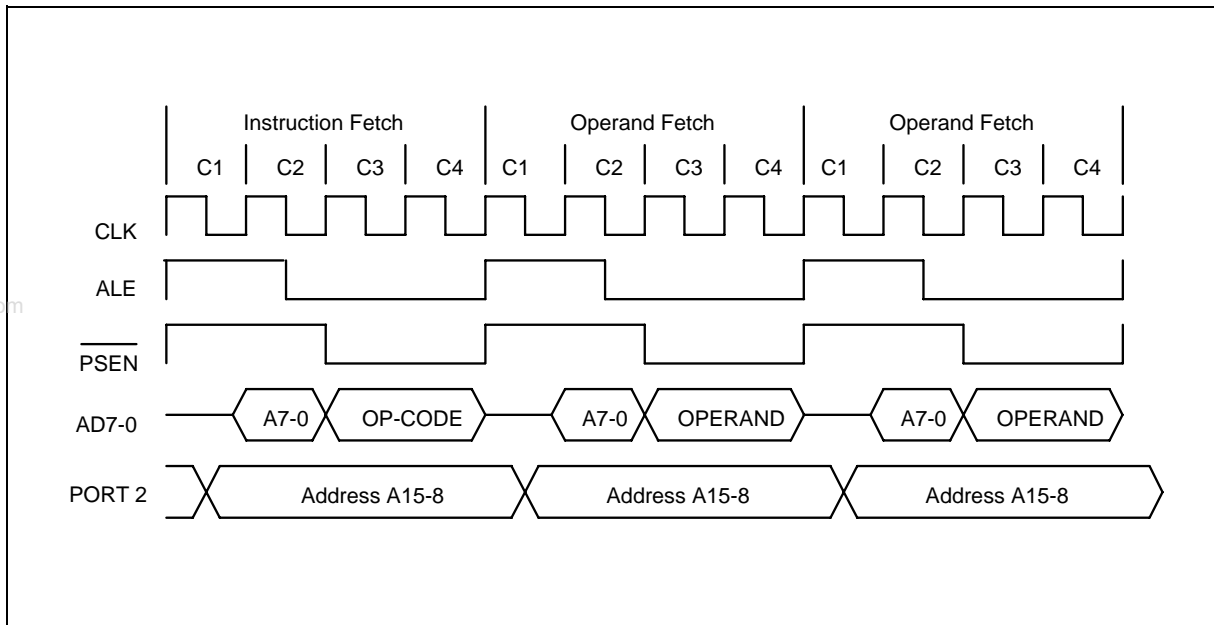 Instruction Fetch Operand Fetch Operand Fetch
C1 C2 C3 C4 C1 C2 C3 C4 C1 C2 C3 C4
CLK
ALE
om
PSEN
AD7-0 A7-0 OP-CODE A7-0 OPERAND A7-0 OPERAND
PORT 2 Address A15-8 Address A15-8 Address A15-8